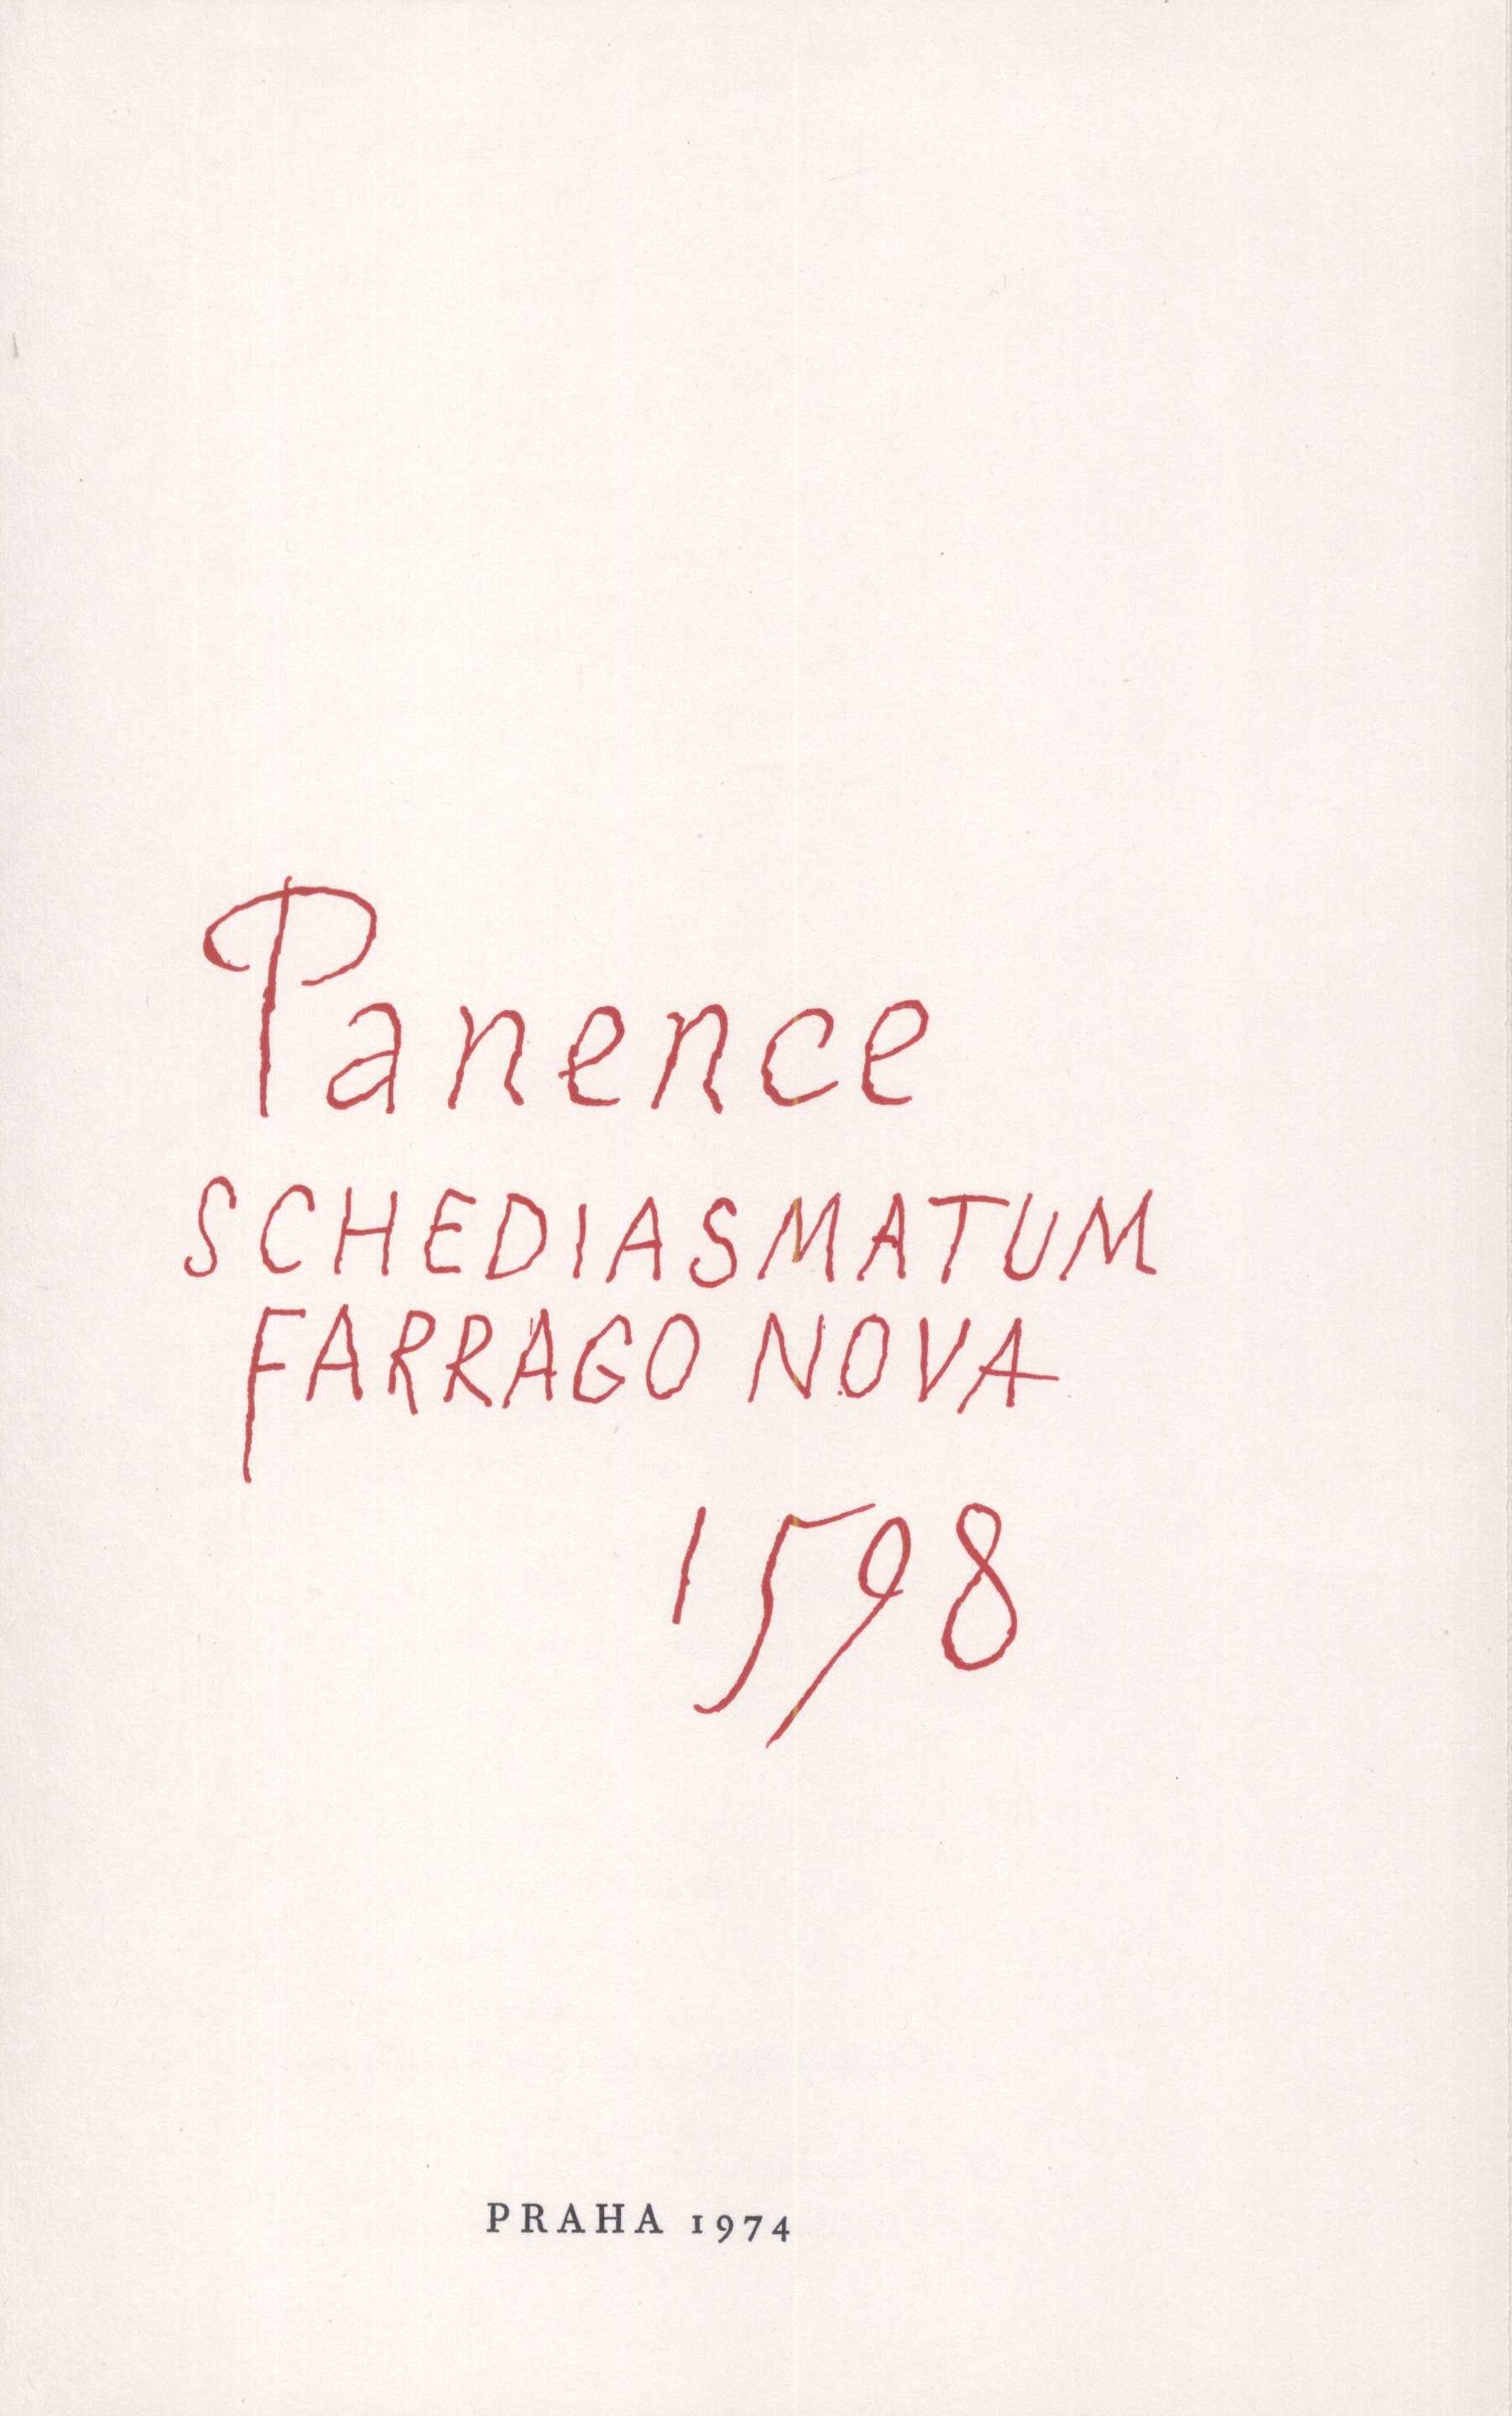 Panence
SCHEDIASMATUM
FARRAGO NOVA
1598
PRAHA 1974